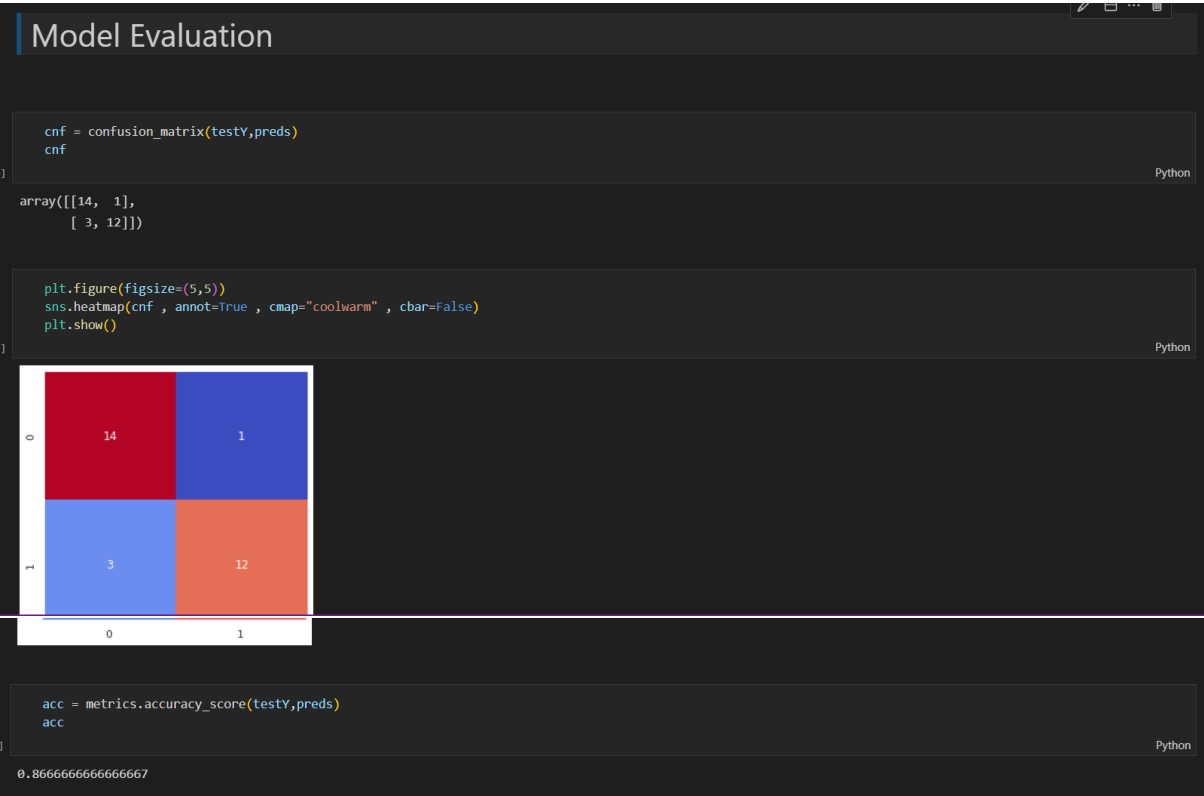 Model Evaluation
cnf = confusion_matrix(testY,preds)
cnf
]
Python
array([[14,  1],
       [ 3, 12]])
plt.figure(figsize=(5,5))
sns.heatmap(cnf , annot=True , cmap="coolwarm" , cbar=False)
plt.show()
]
Python
0
14
1
1
3
12
0
1
acc = metrics.accuracy_score(testY,preds)
acc
]
Python
0.8666666666666667